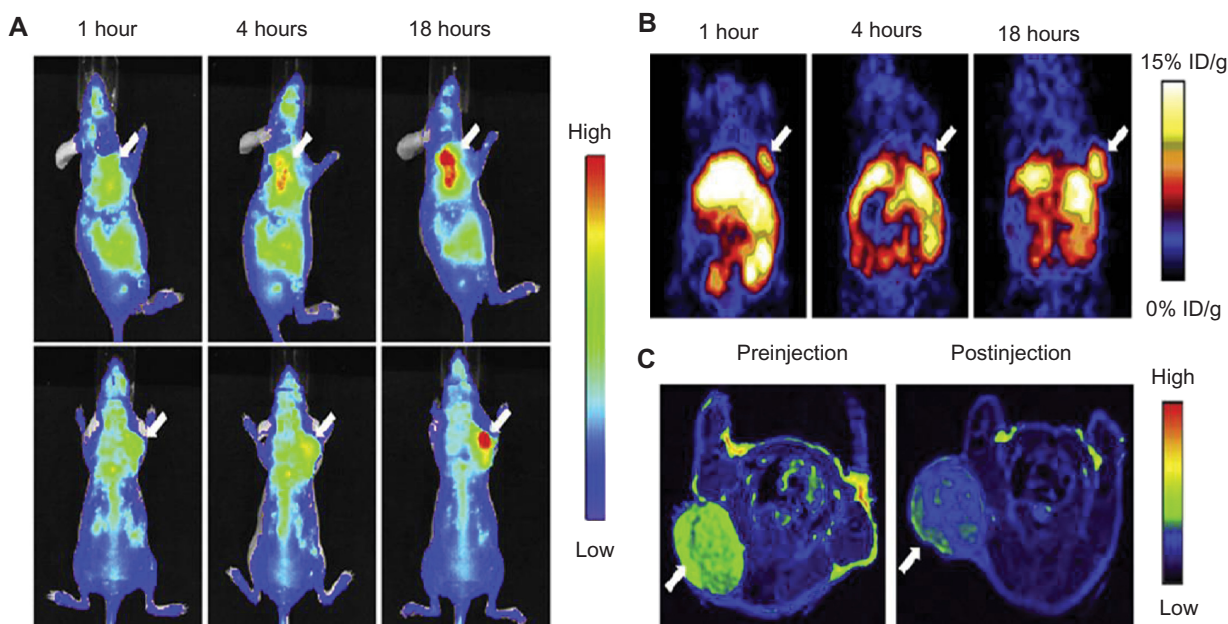 A
1 hour
4 hours
18 hours
High
Low
B
1 hour
4 hours
18 hours
15% ID/g
0% ID/g
C
Preinjection
Postinjection
High
Low